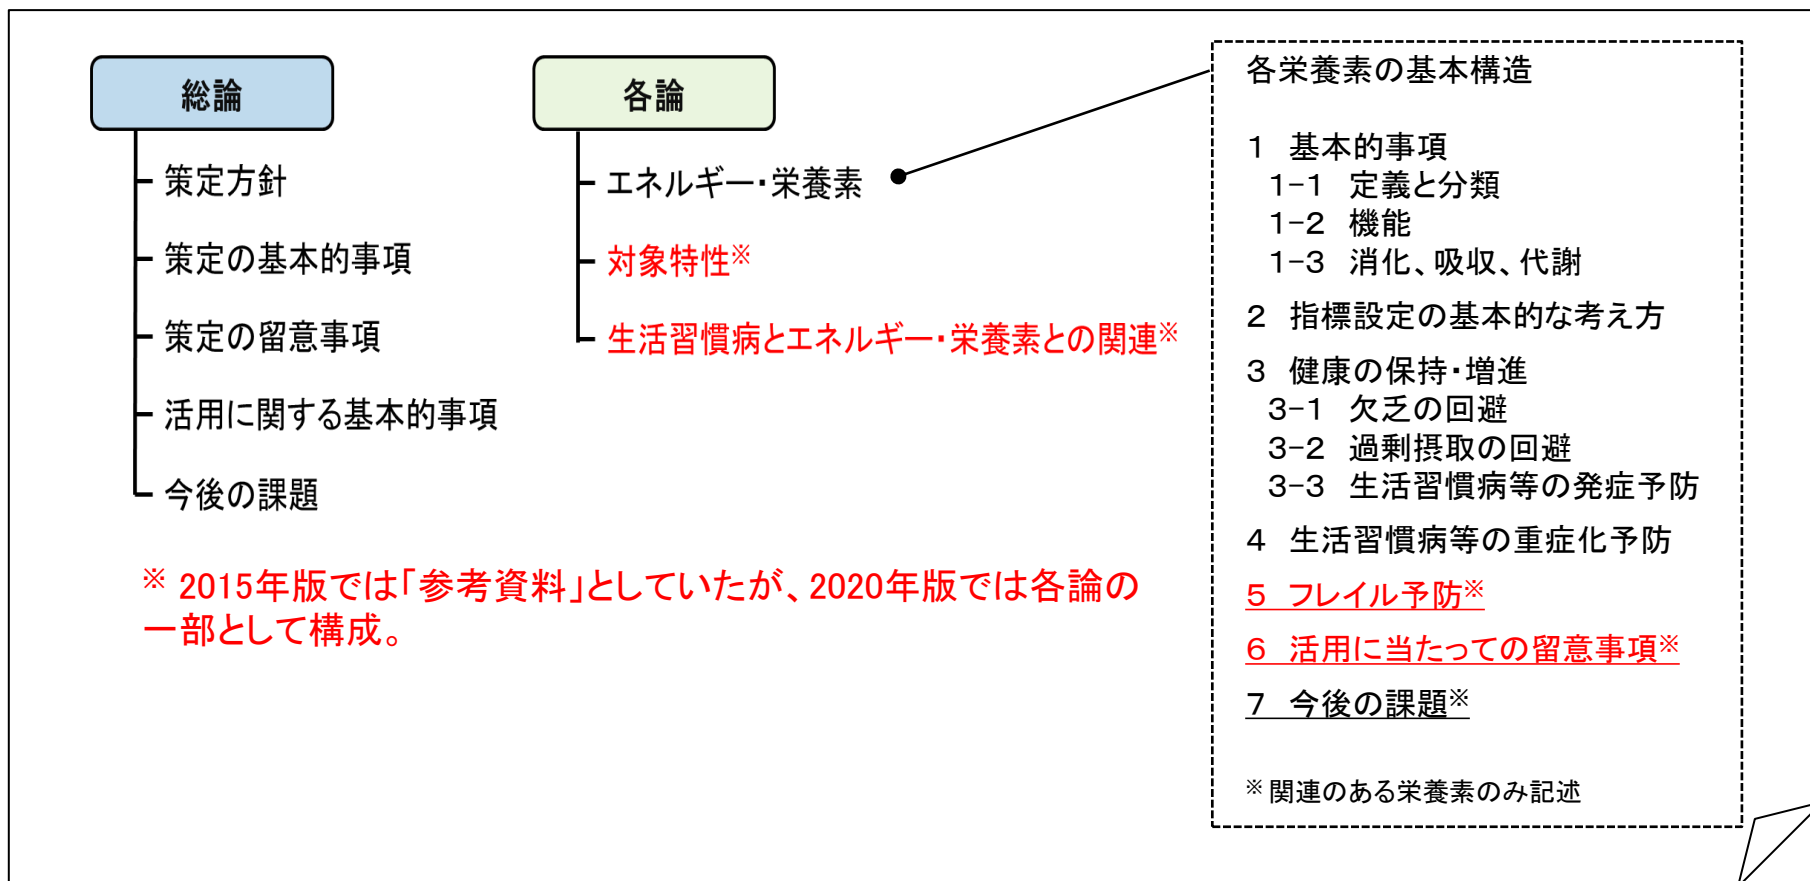 総論
策定方針
策定の基本的事項
策定の留意事項
活用に関する基本的事項
今後の課題
各論
エネルギー・栄養素
対象特性※
生活習慣病とエネルギー・栄養素との関連※
※ 2015年版では「参考資料」としていたが、2020年版では各論の
一部として構成。
各栄養素の基本構造
１　基本的事項
１-１　定義と分類
１-２　機能
１-３　消化、吸収、代謝
２　指標設定の基本的な考え方
３　健康の保持・増進
３-１　欠乏の回避
３-２　過剰摂取の回避
３-３　生活習慣病等の発症予防
４　生活習慣病等の重症化予防
５　フレイル予防※
６　活用に当たっての留意事項※
７　今後の課題※
※関連のある栄養素のみ記述